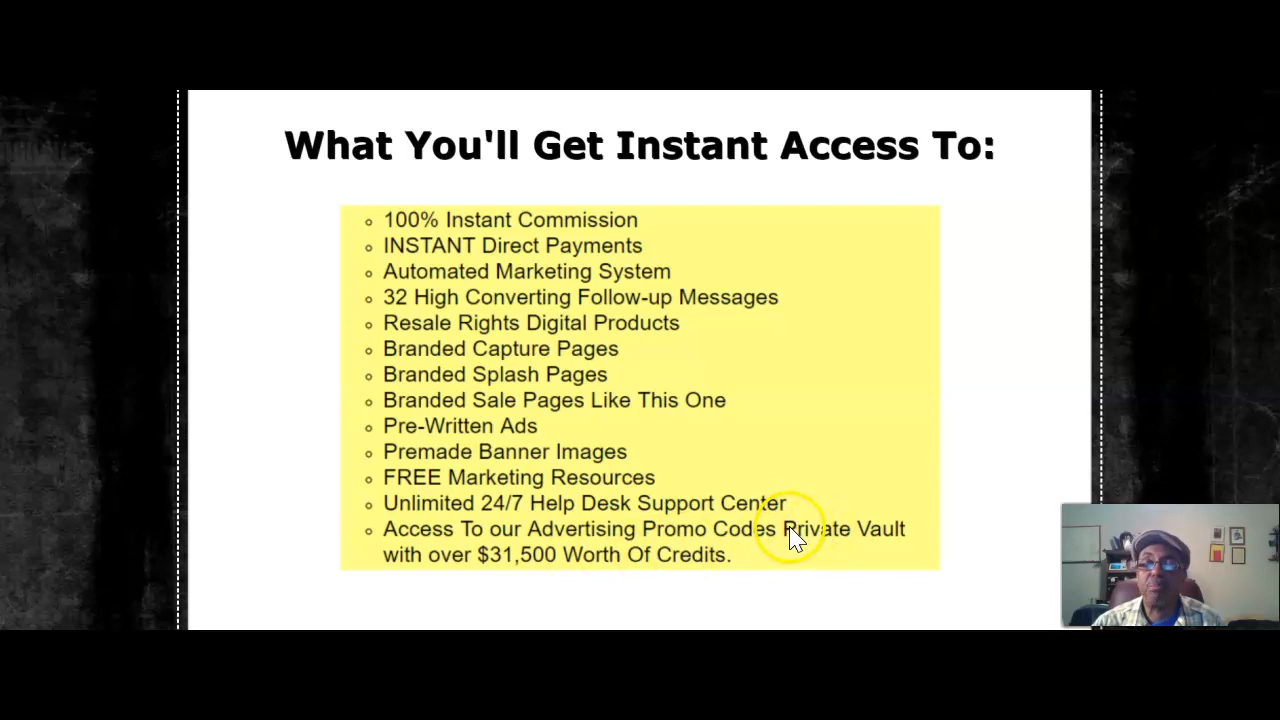 What You'll Get Instant Access To:
100% Instant Commission
INSTANT Direct Payments
Automated Marketing System
32 High Converting Follow-up Messages
Resale Rights Digital Products
Branded Capture Pages
Branded Splash Pages
Branded Sale Pages Like This One
Pre-Written Ads
Premade Banner Images
FREE Marketing Resources
Unlimited 24/7 Help Desk Support Center
Access To our Advertising Promo Codes Private Vault
with over $31,500 Worth Of Credits.